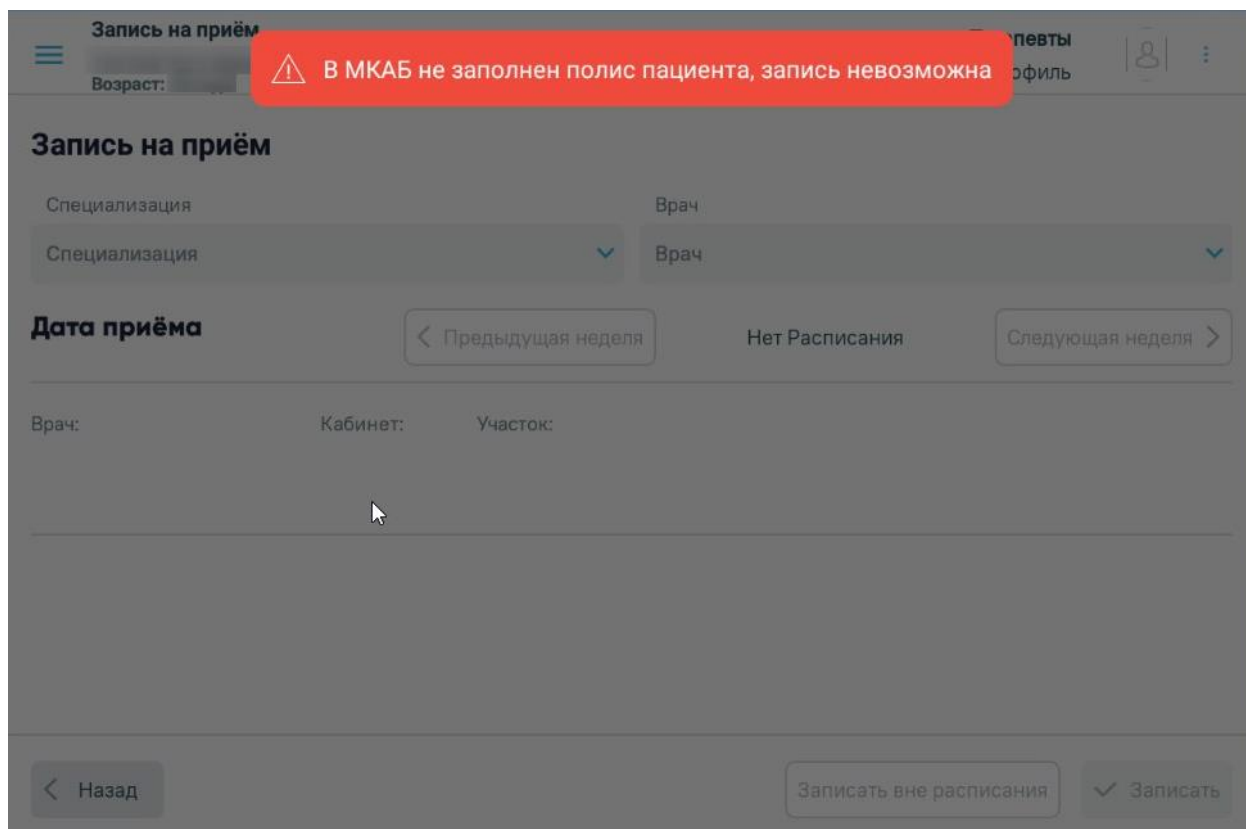 Запись на приём
Возраст:
В МКАБ не заполнен полис пациента, запись невозможна
Запись на приём
Специализация
Врач
Специализация
Врач
Дата приёма
Предыдущая неделя
Нет Расписания
Следующая неделя
Врач:
Кабинет:
Участок:
Назад
Записать вне расписания
Записать